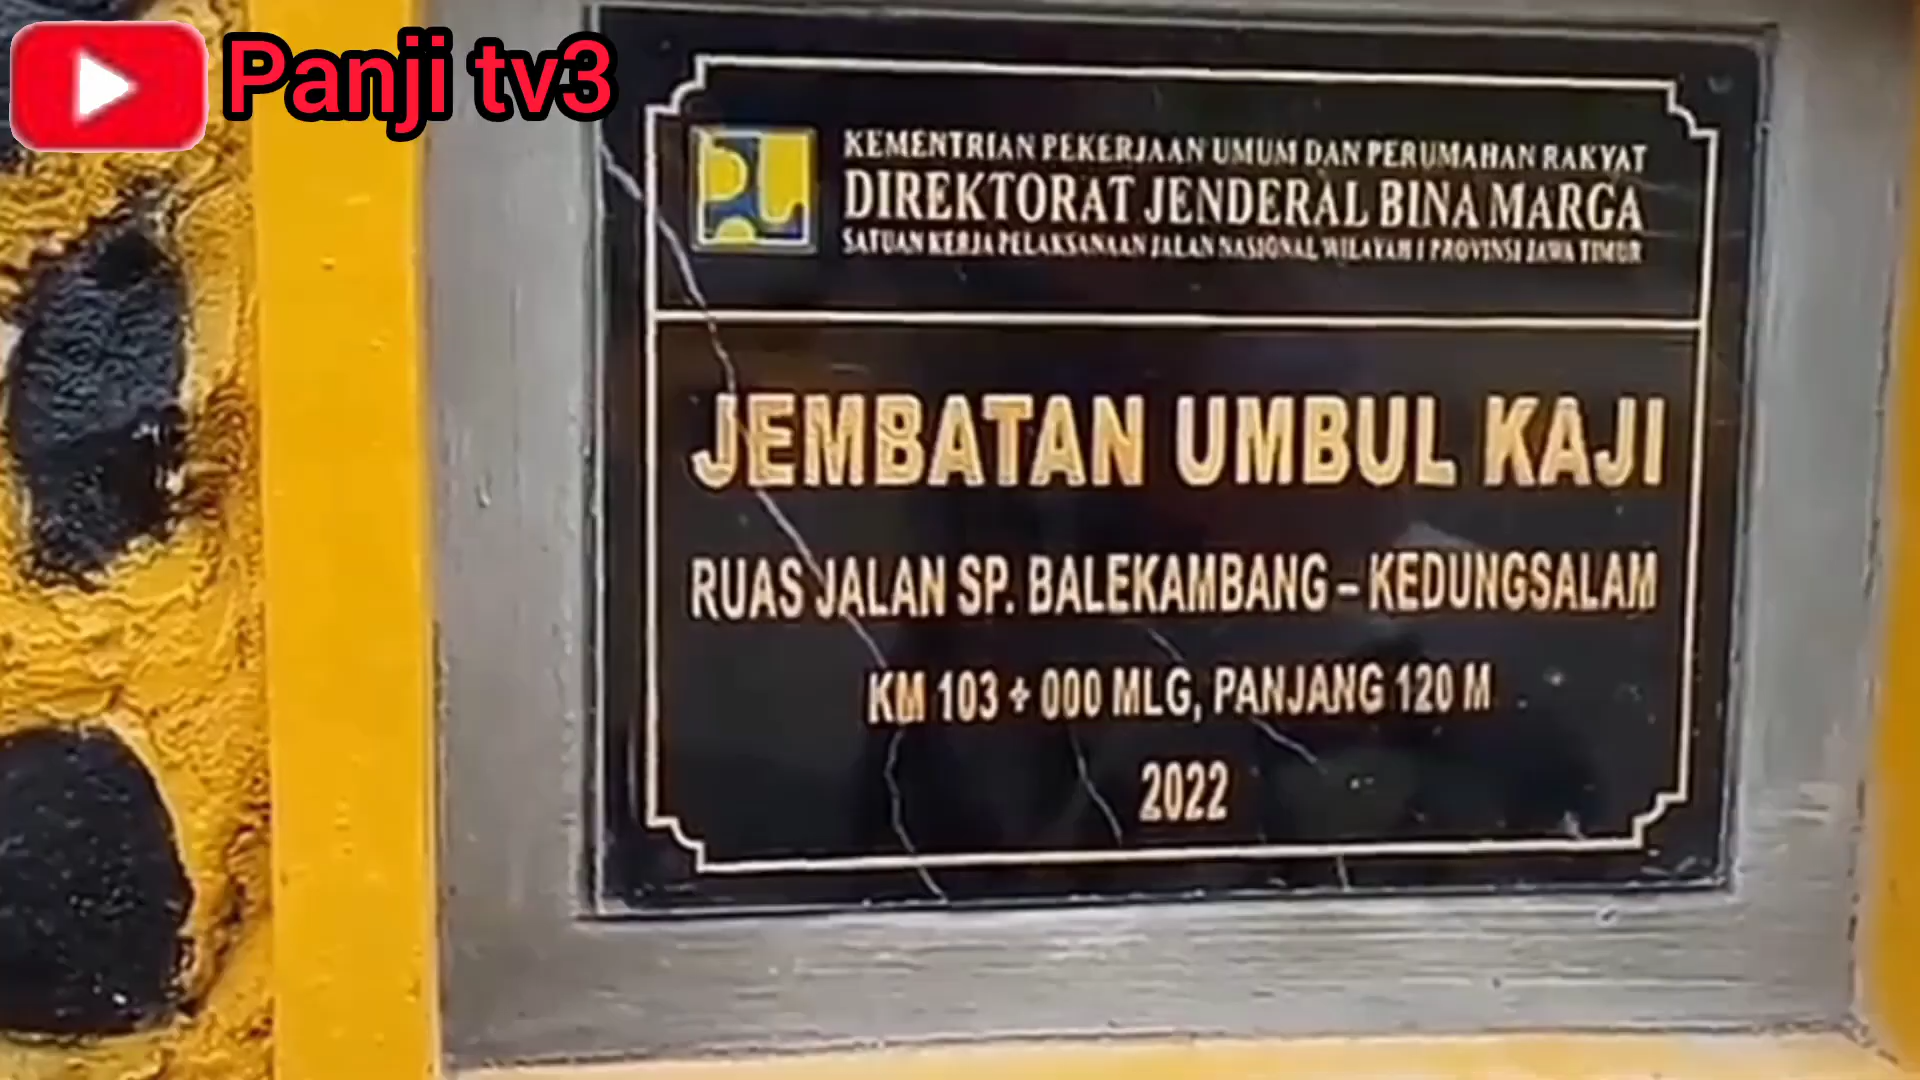 Panji tv3
KEMENTRIAN PEKERJAAN UMUM DAN PERUMAHAN RAKYAT
DIREKTORAT JENDERAL BINA MARGA
SATUAN KERJA PELAKSANAAN JALAN NASIONAL WILAYAH I PROVINSI JAWA TIMUR
JEMBATAN UMBUL KAJI
RUAS JALAN SP. BALEKAMBANG – KEDUNGSALAM
KM 103 + 000 MLG, PANJANG 120 M
2022